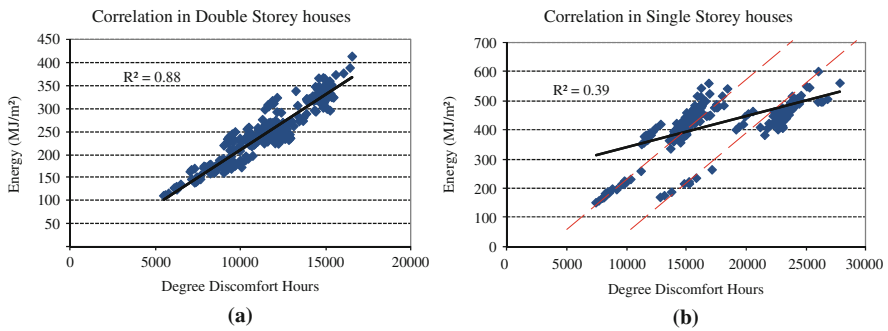 Correlation in Double Storey houses
450
400
350
300
250
200
150
100
50
Energy (MJ/m²)
R² = 0.88
0
5000
10000
15000
20000
Degree Discomfort Hours
(a)
Correlation in Single Storey houses
700
600
500
400
300
200
100
0
Energy (MJ/m²)
R² = 0.39
5000
10000
15000
20000
25000
30000
Degree Discomfort Hours
(b)